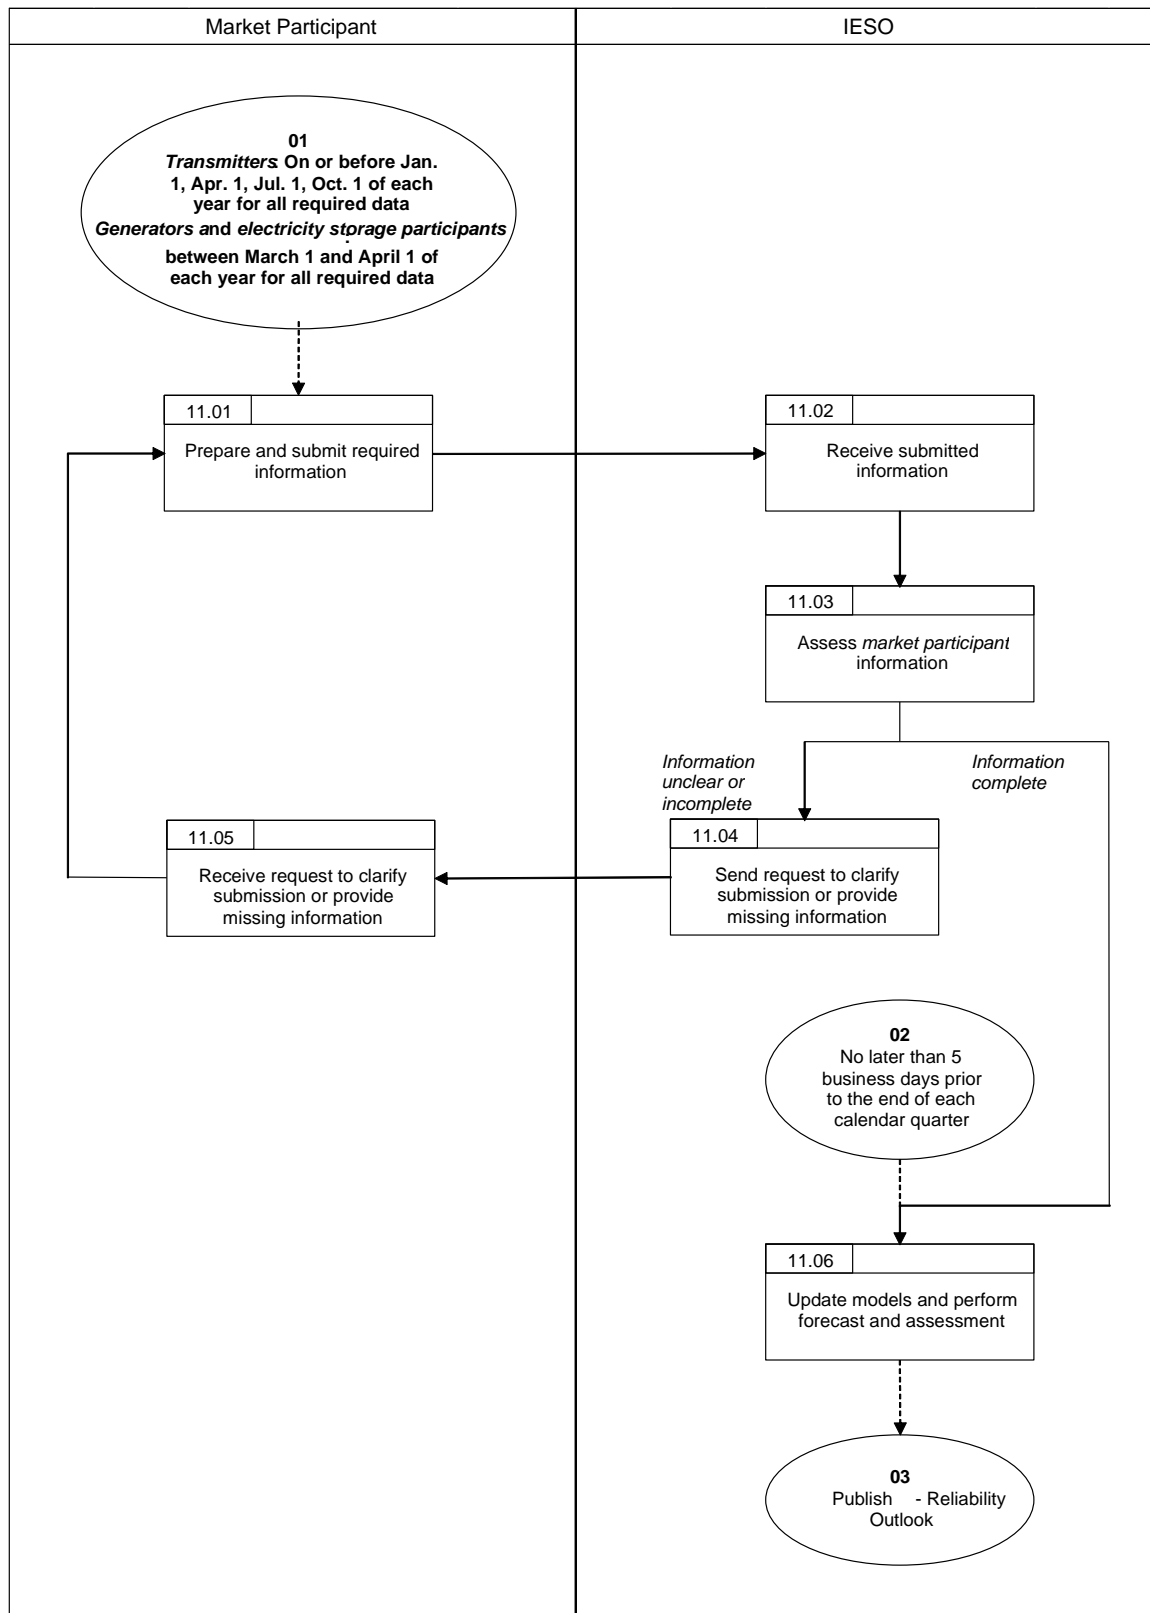 Market Participant
IESO
01
Transmitters: On or before Jan.
1, Apr. 1, Jul. 1, Oct. 1 of each
year for all required data
Generators and electricity storage participants
:
between March 1 and April 1 of
each year for all required data
11.01
Prepare and submit required
information
11.02
Receive submitted
information
11.03
Assess market participant
information
Information
unclear or
incomplete
Information
complete
11.05
Receive request to clarify
submission or provide
missing information
11.04
Send request to clarify
submission or provide
missing information
02
No later than 5
business days prior
to the end of each
calendar quarter
11.06
Update models and perform
forecast and assessment
03
Publish - Reliability
Outlook